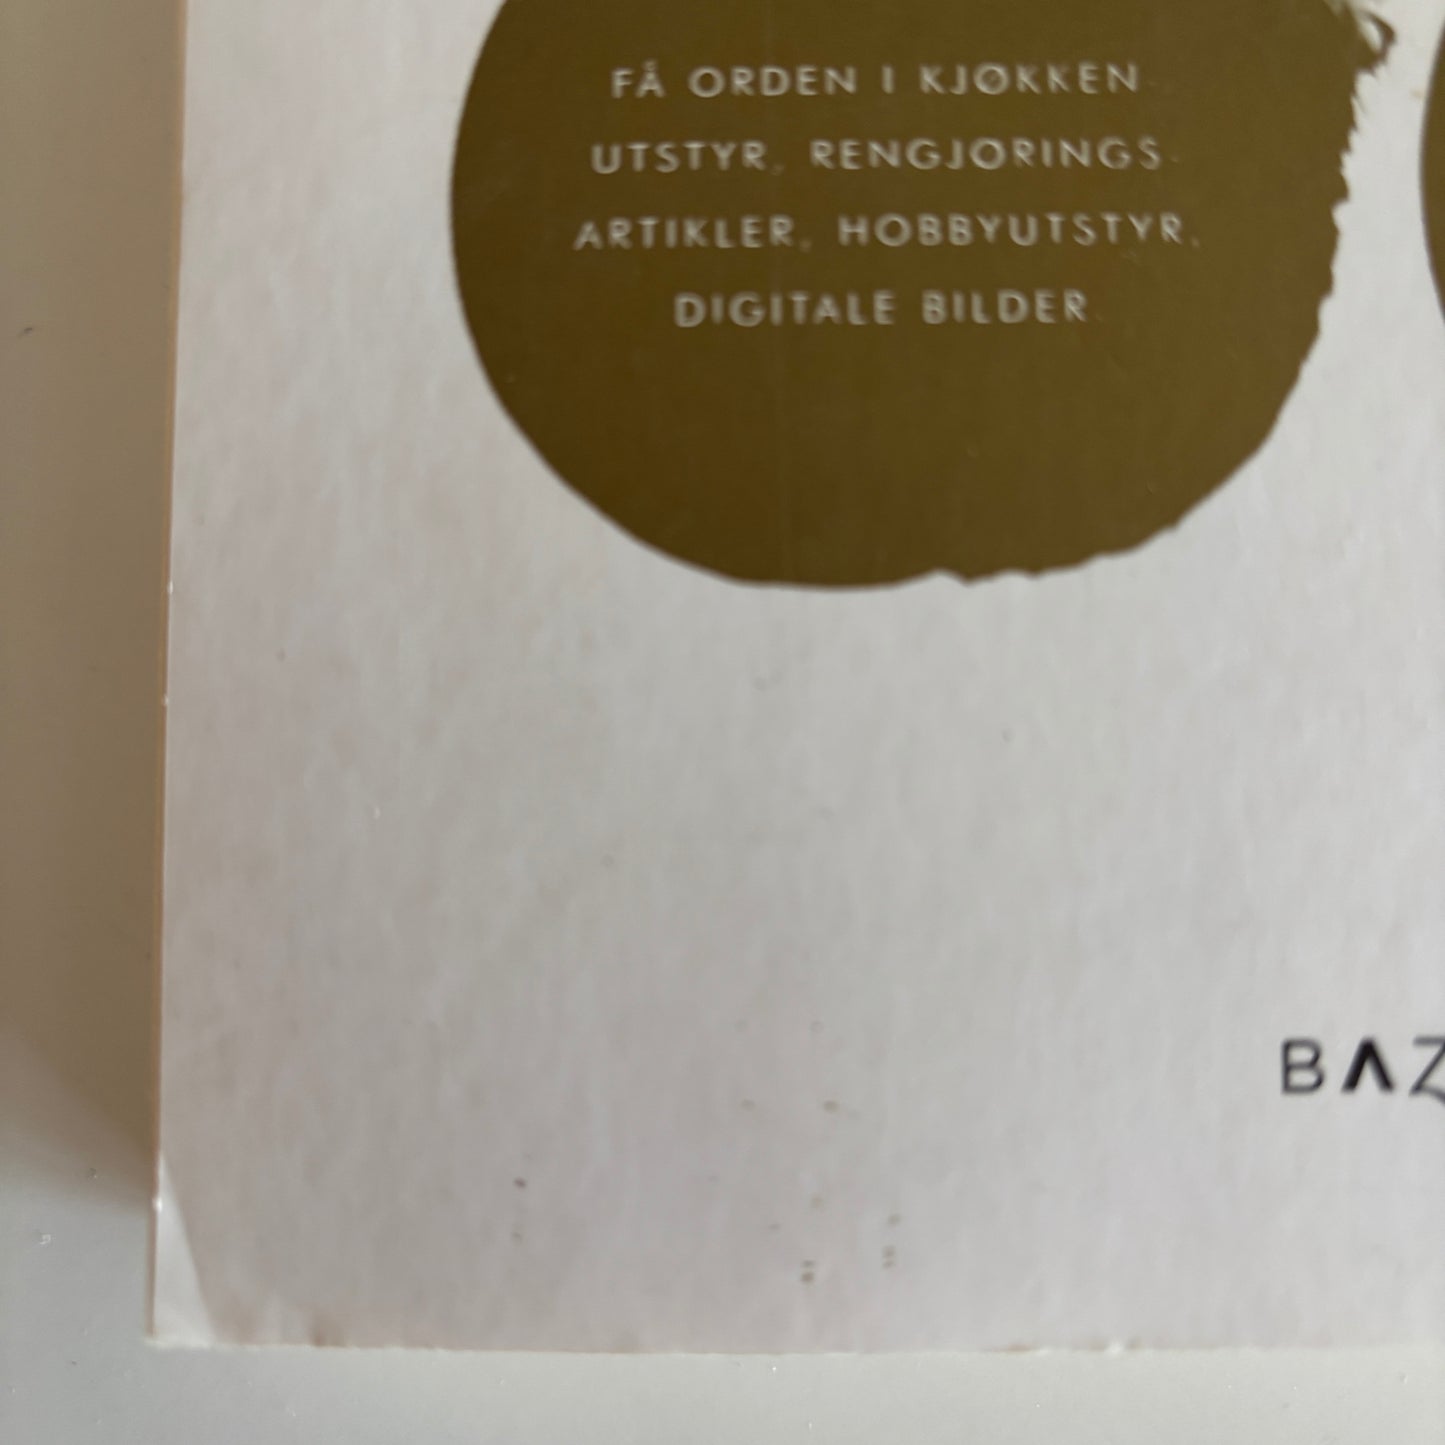 FÅ ORDEN I KJØKKEN
UTSTYR, RENGJØRINGS
ARTIKLER, HOBBYUTSTYR,
DIGITALE BILDER.